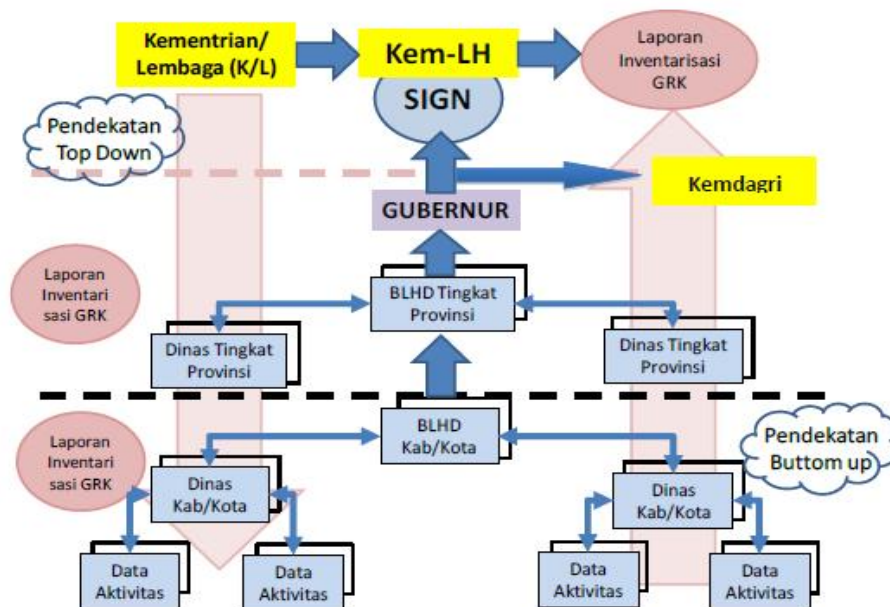 Kementrian/
Lembaga (K/L)
Kem-LH
SIGN
Laporan
Inventarisasi
GRK
Pendekatan
Top Down
Kemdagri
GUBERNUR
Laporan
Inventari
sasi GRK
BLHD Tingkat
Provinsi
Dinas Tingkat
Provinsi
Dinas Tingkat
Provinsi
Laporan
Inventari
sasi GRK
BLHD
Kab/Kota
Pendekatan
Buttom up
Dinas
Kab/Kota
Dinas
Kab/Kota
Data
Aktivitas
Data
Aktivitas
Data
Aktivitas
Data
Aktivitas